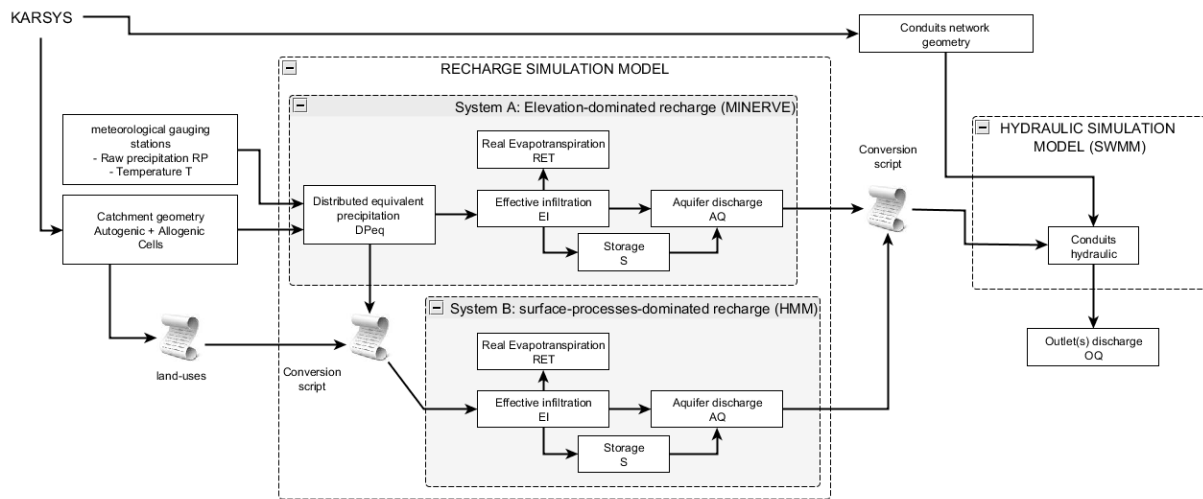 KARSYS
Conduits network
geometry
RECHARGE SIMULATION MODEL
System A: Elevation-dominated recharge (MINERVE)
meteorological gauging
stations
- Raw precipitation RP
- Temperature T
Catchment geometry
Autogenic + Allogenic
Cells
Distributed equivalent
precipitation
DPeq
Real Evapotranspiration
RET
Effective infiltration
EI
Aquifer discharge
AQ
Storage
S
Conversion
script
HYDRAULIC SIMULATION
MODEL (SWMM)
Conduits
hydraulic
Outlet(s) discharge
OQ
System B: surface-processes-dominated recharge (HMM)
land-uses
Conversion
script
Real Evapotranspiration
RET
Effective infiltration
EI
Aquifer discharge
AQ
Storage
S